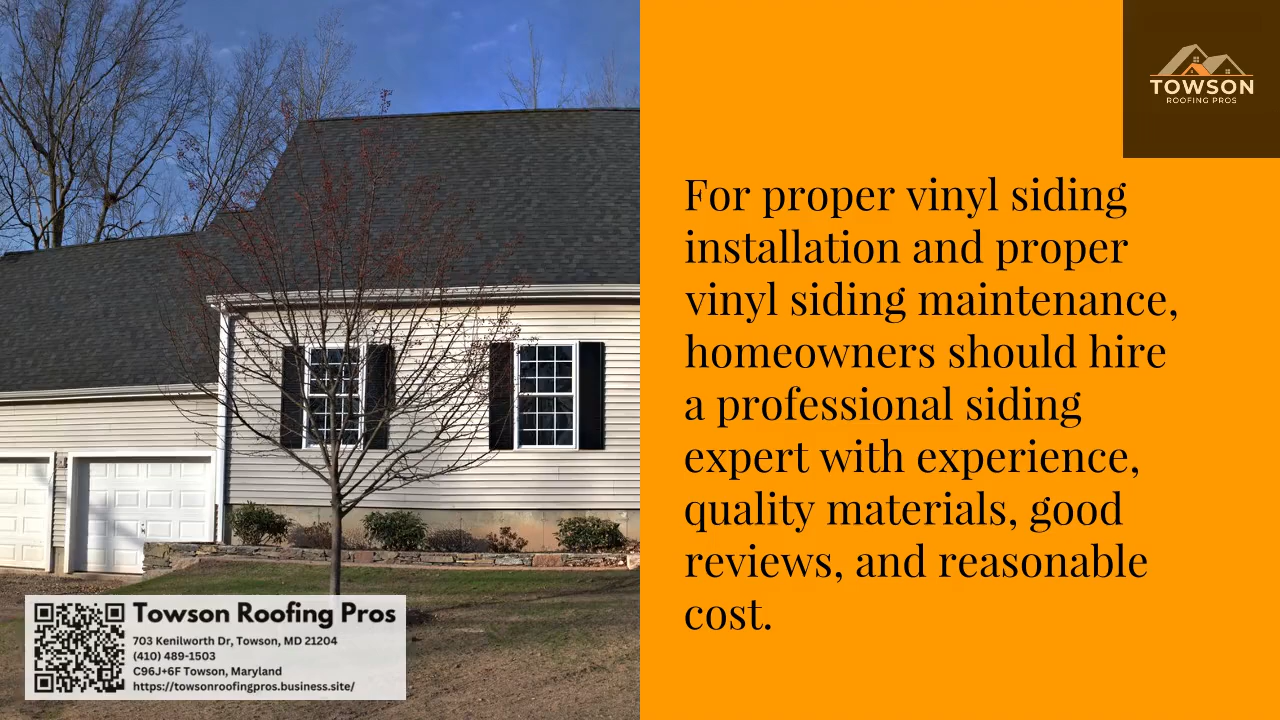 TOWSON
ROOFING PROS
For proper vinyl siding
installation and proper
vinyl siding maintenance,
homeowners should hire
a professional siding
expert with experience,
quality materials, good
reviews, and reasonable
cost.
Towson Roofing Pros
703 Kenilworth Dr, Towson, MD 21204
(410) 489-1503
C96J+6F Towson, Maryland
https://towsonroofingpros.business.site/